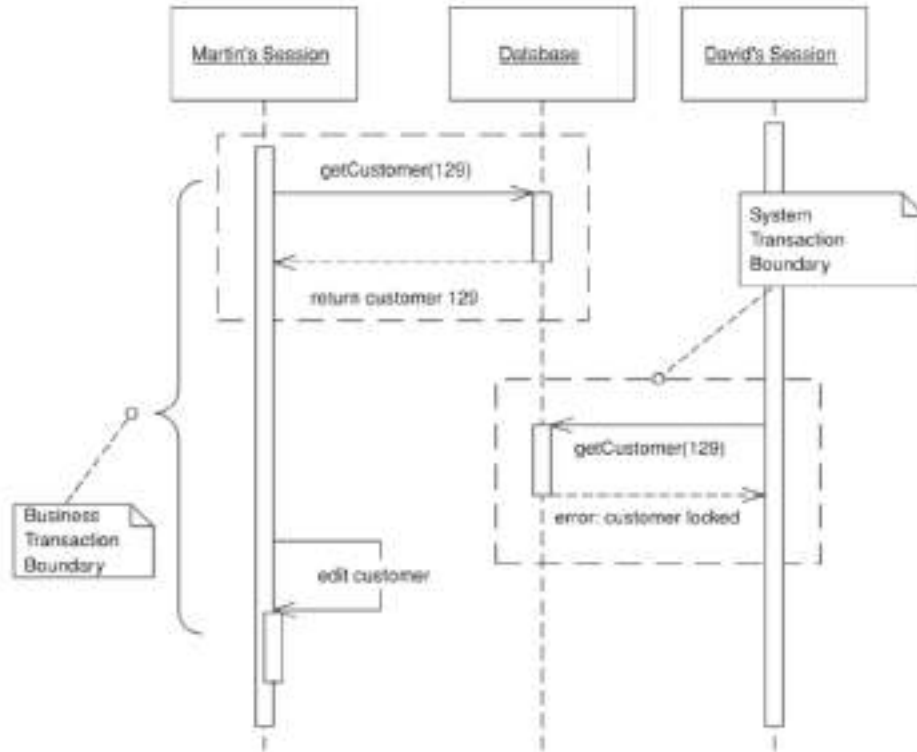 Martin's Session
Database
David's Session
getCustomer(129)
System
Transaction
Boundary
return customer 129
getCustomer(129)
error: customer locked
Business
Transaction
Boundary
edit customer